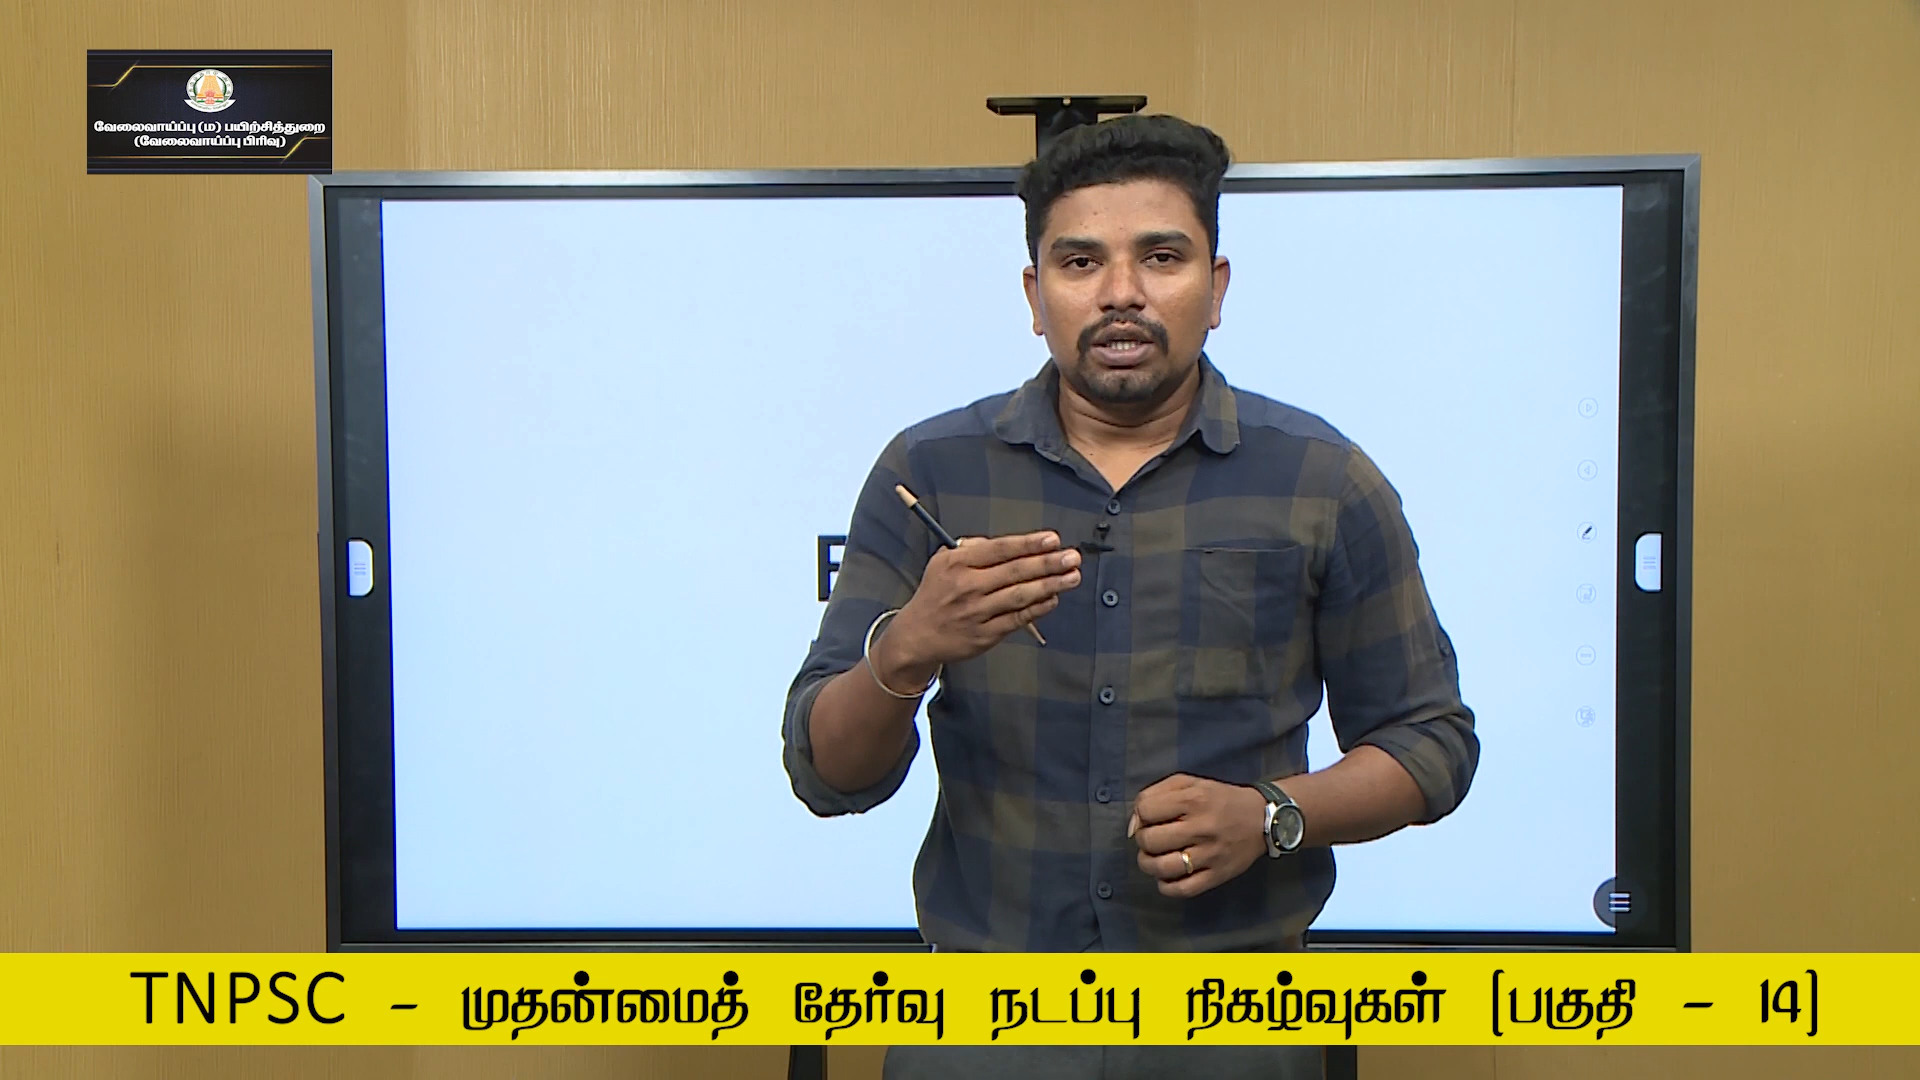 வேலைவாய்ப்பு (ம) பயிற்சித்துறை
(வேலைவாய்ப்பு பிரிவு)
TNPSC - முதன்மைத் தேர்வு நடப்பு நிகழ்வுகள் (பகுதி - 14)